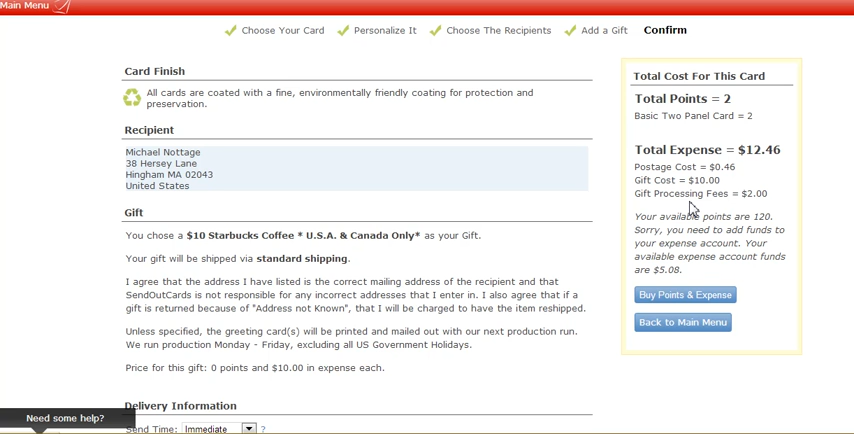 Main Menu
Choose Your Card Personalize It Choose The Recipients Add a Gift Confirm
Card Finish
All cards are coated with a fine, environmentally friendly coating for protection and
preservation.
Recipient
Michael Nottage
38 Hersey Lane
Hingham MA 02043
United States
Gift
You chose a $10 Starbucks Coffee * U.S.A. & Canada Only* as your Gift.
Your gift will be shipped via standard shipping.
I agree that the address I have listed is the correct mailing address of the recipient and that
SendOutCards is not responsible for any incorrect addresses that I enter in. I also agree that if a
gift is returned because of "Address not Known", that I will be charged to have the item reshipped.
Unless specified, the greeting card(s) will be printed and mailed out with our next production run.
We run production Monday - Friday, excluding all US Government Holidays.
Price for this gift: 0 points and $10.00 in expense each.
Delivery Information
Send Time: Immediate ?
Need some help?
Total Cost For This Card
Total Points = 2
Basic Two Panel Card = 2
Total Expense = $12.46
Postage Cost = $0.46
Gift Cost = $10.00
Gift Processing Fees = $2.00
Your available points are 120.
Sorry, you need to add funds to
your expense account. Your
available expense account funds
are $5.08.
Buy Points & Expense
Back to Main Menu